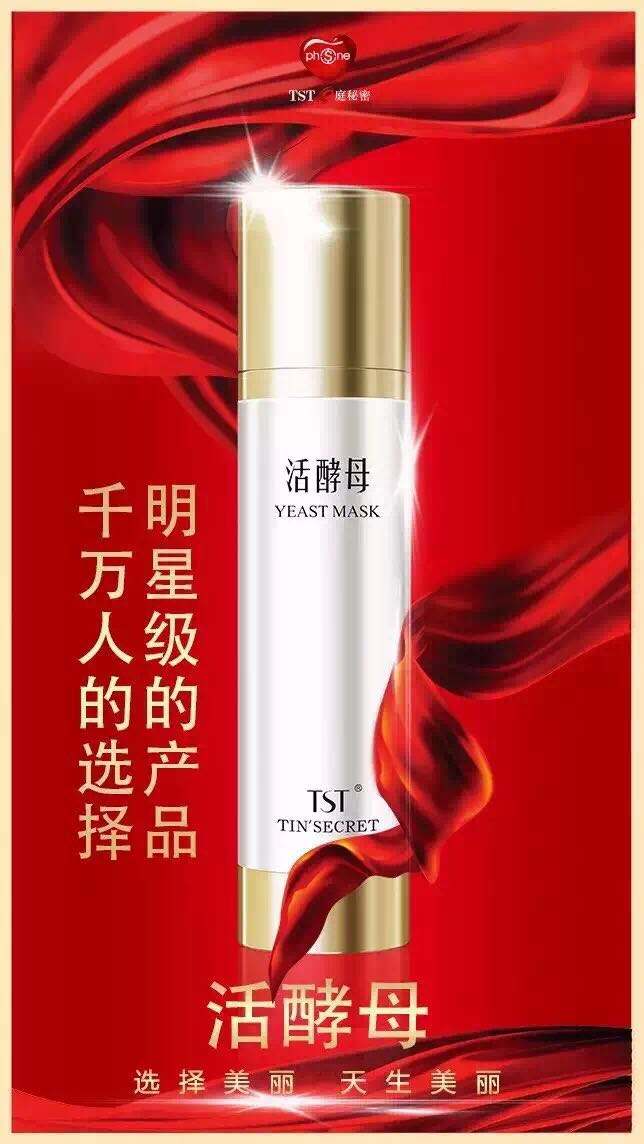 phSne
TST 庭秘密
活酵母
YEAST MASK
明星级的产品
千万人的选择
TST®
TIN'SECRET
活酵母
选择美丽 天生美丽